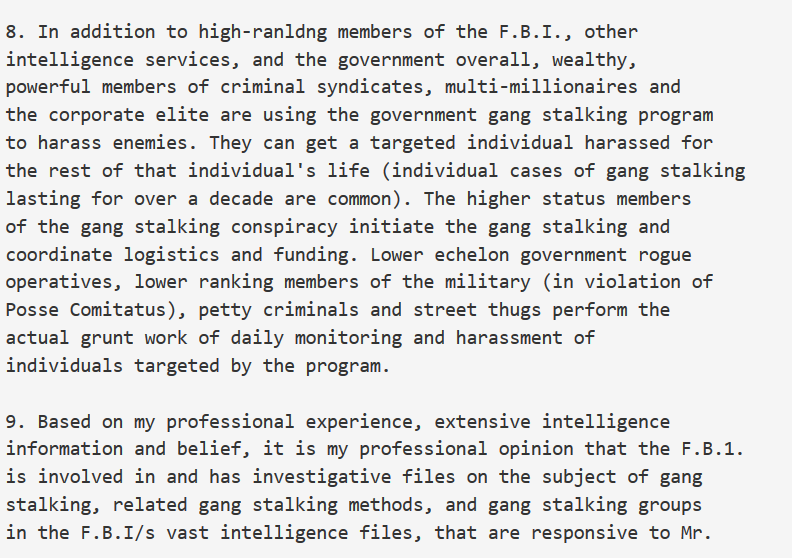 8. In addition to high-ranldng members of the F.B.I., other
intelligence services, and the government overall, wealthy,
powerful members of criminal syndicates, multi-millionaires and
the corporate elite are using the government gang stalking program
to harass enemies. They can get a targeted individual harassed for
the rest of that individual's life (individual cases of gang stalking
lasting for over a decade are common). The higher status members
of the gang stalking conspiracy initiate the gang stalking and
coordinate logistics and funding. Lower echelon government rogue
operatives, lower ranking members of the military (in violation of
Posse Comitatus), petty criminals and street thugs perform the
actual grunt work of daily monitoring and harassment of
individuals targeted by the program.
9. Based on my professional experience, extensive intelligence
information and belief, it is my professional opinion that the F.B.1.
is involved in and has investigative files on the subject of gang
stalking, related gang stalking methods, and gang stalking groups
in the F.B.I/s vast intelligence files, that are responsive to Mr.